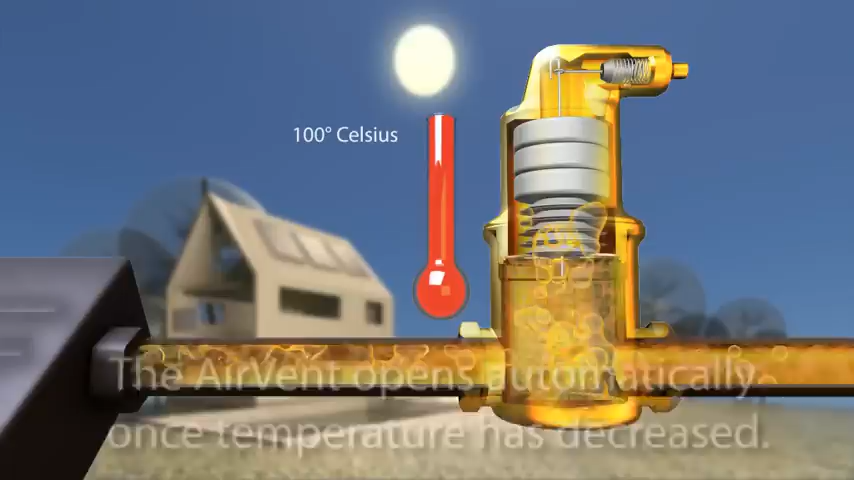 100° Celsius
The AirVent opens automatically
once temperature has decreased.